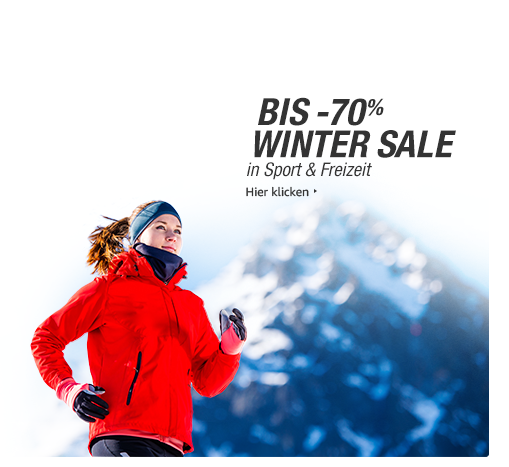 BIS -70%
WINTER SALE
in Sport & Freizeit
Hier klicken ▸